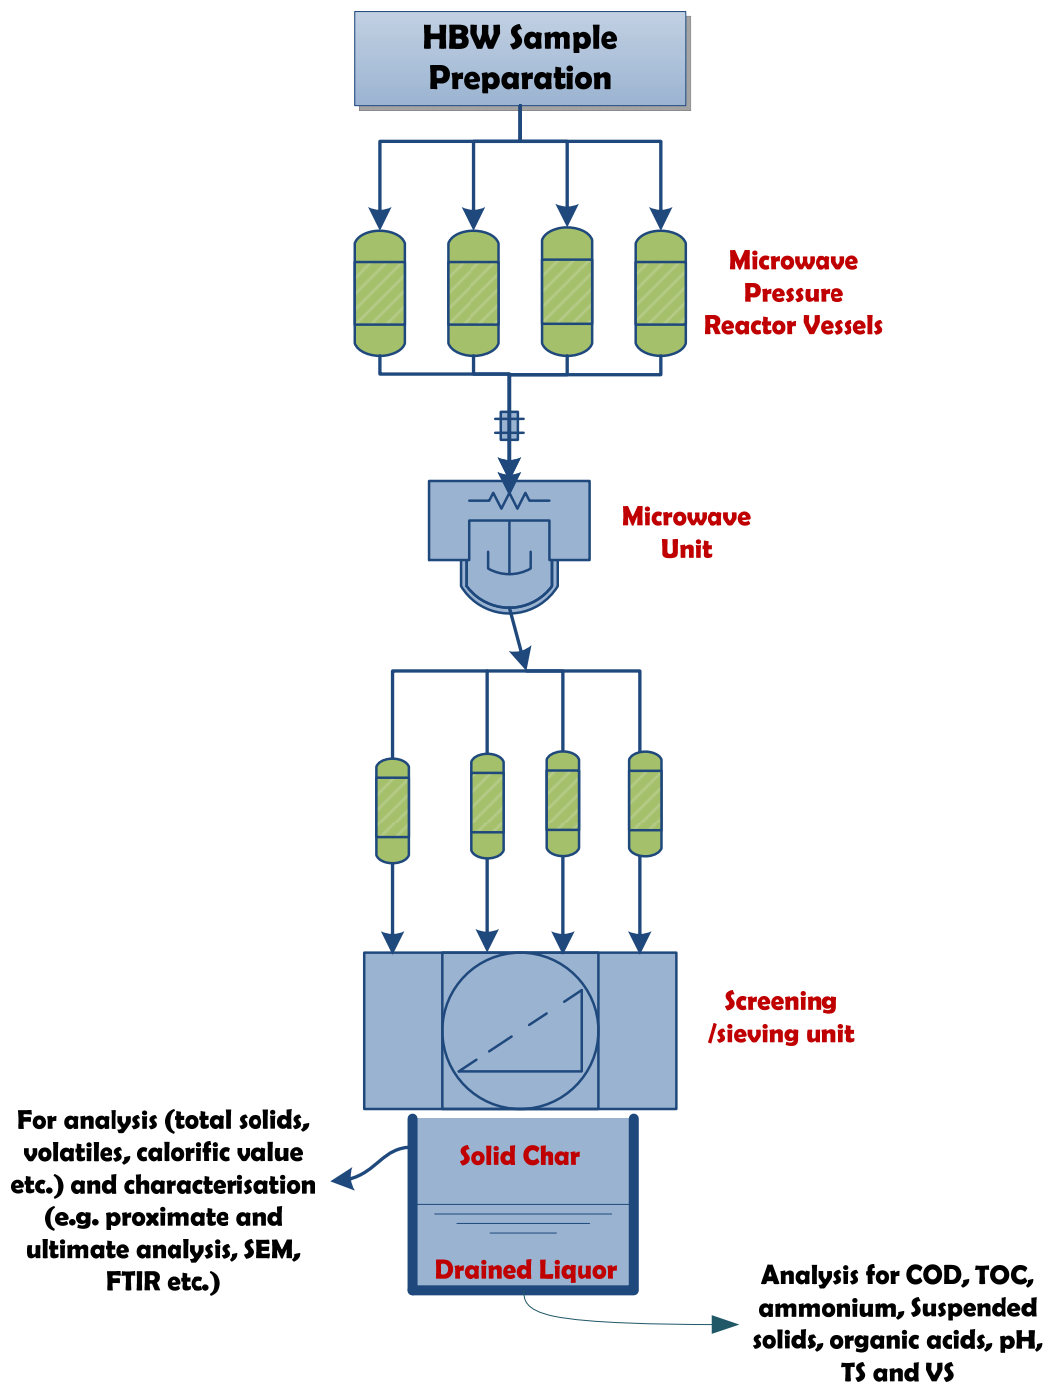 HBW Sample
Preparation
Microwave
Pressure
Reactor Vessels
Microwave
Unit
Screening
/sieving unit
For analysis (total solids,
volatiles, calorific value
etc.) and characterisation
(e.g. proximate and
ultimate analysis, SEM,
FTIR etc.)
Solid Char
Drained Liquor
Analysis for COD, TOC,
ammonium, Suspended
solids, organic acids, pH,
TS and VS